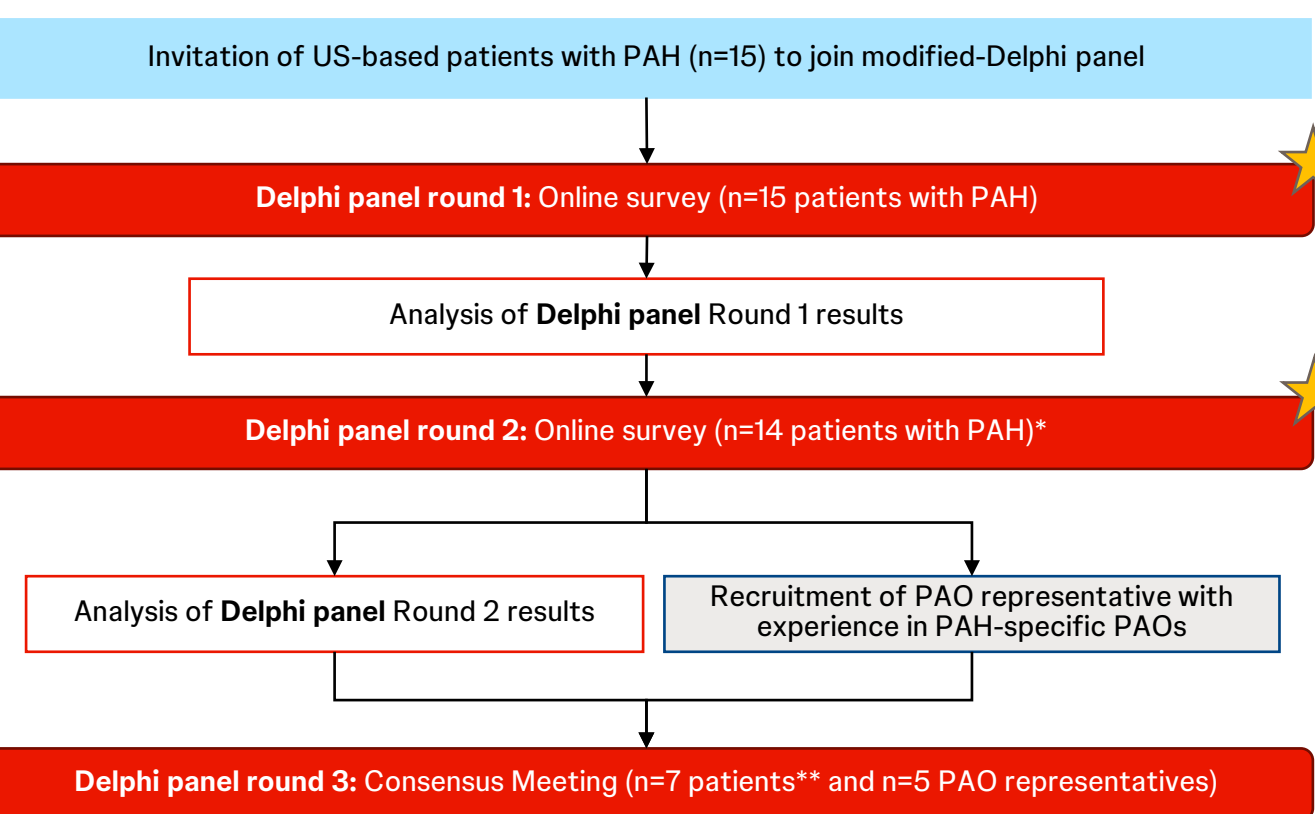 Invitation of US-based patients with PAH (n=15) to join modified-Delphi panel
Delphi panel round 1: Online survey (n=15 patients with PAH)
Analysis of Delphi panel Round 1 results
Delphi panel round 2: Online survey (n=14 patients with PAH)*
Analysis of Delphi panel Round 2 results
Recruitment of PAO representative with
experience in PAH-specific PAOs
Delphi panel round 3: Consensus Meeting (n=7 patients** and n=5 PAO representatives)